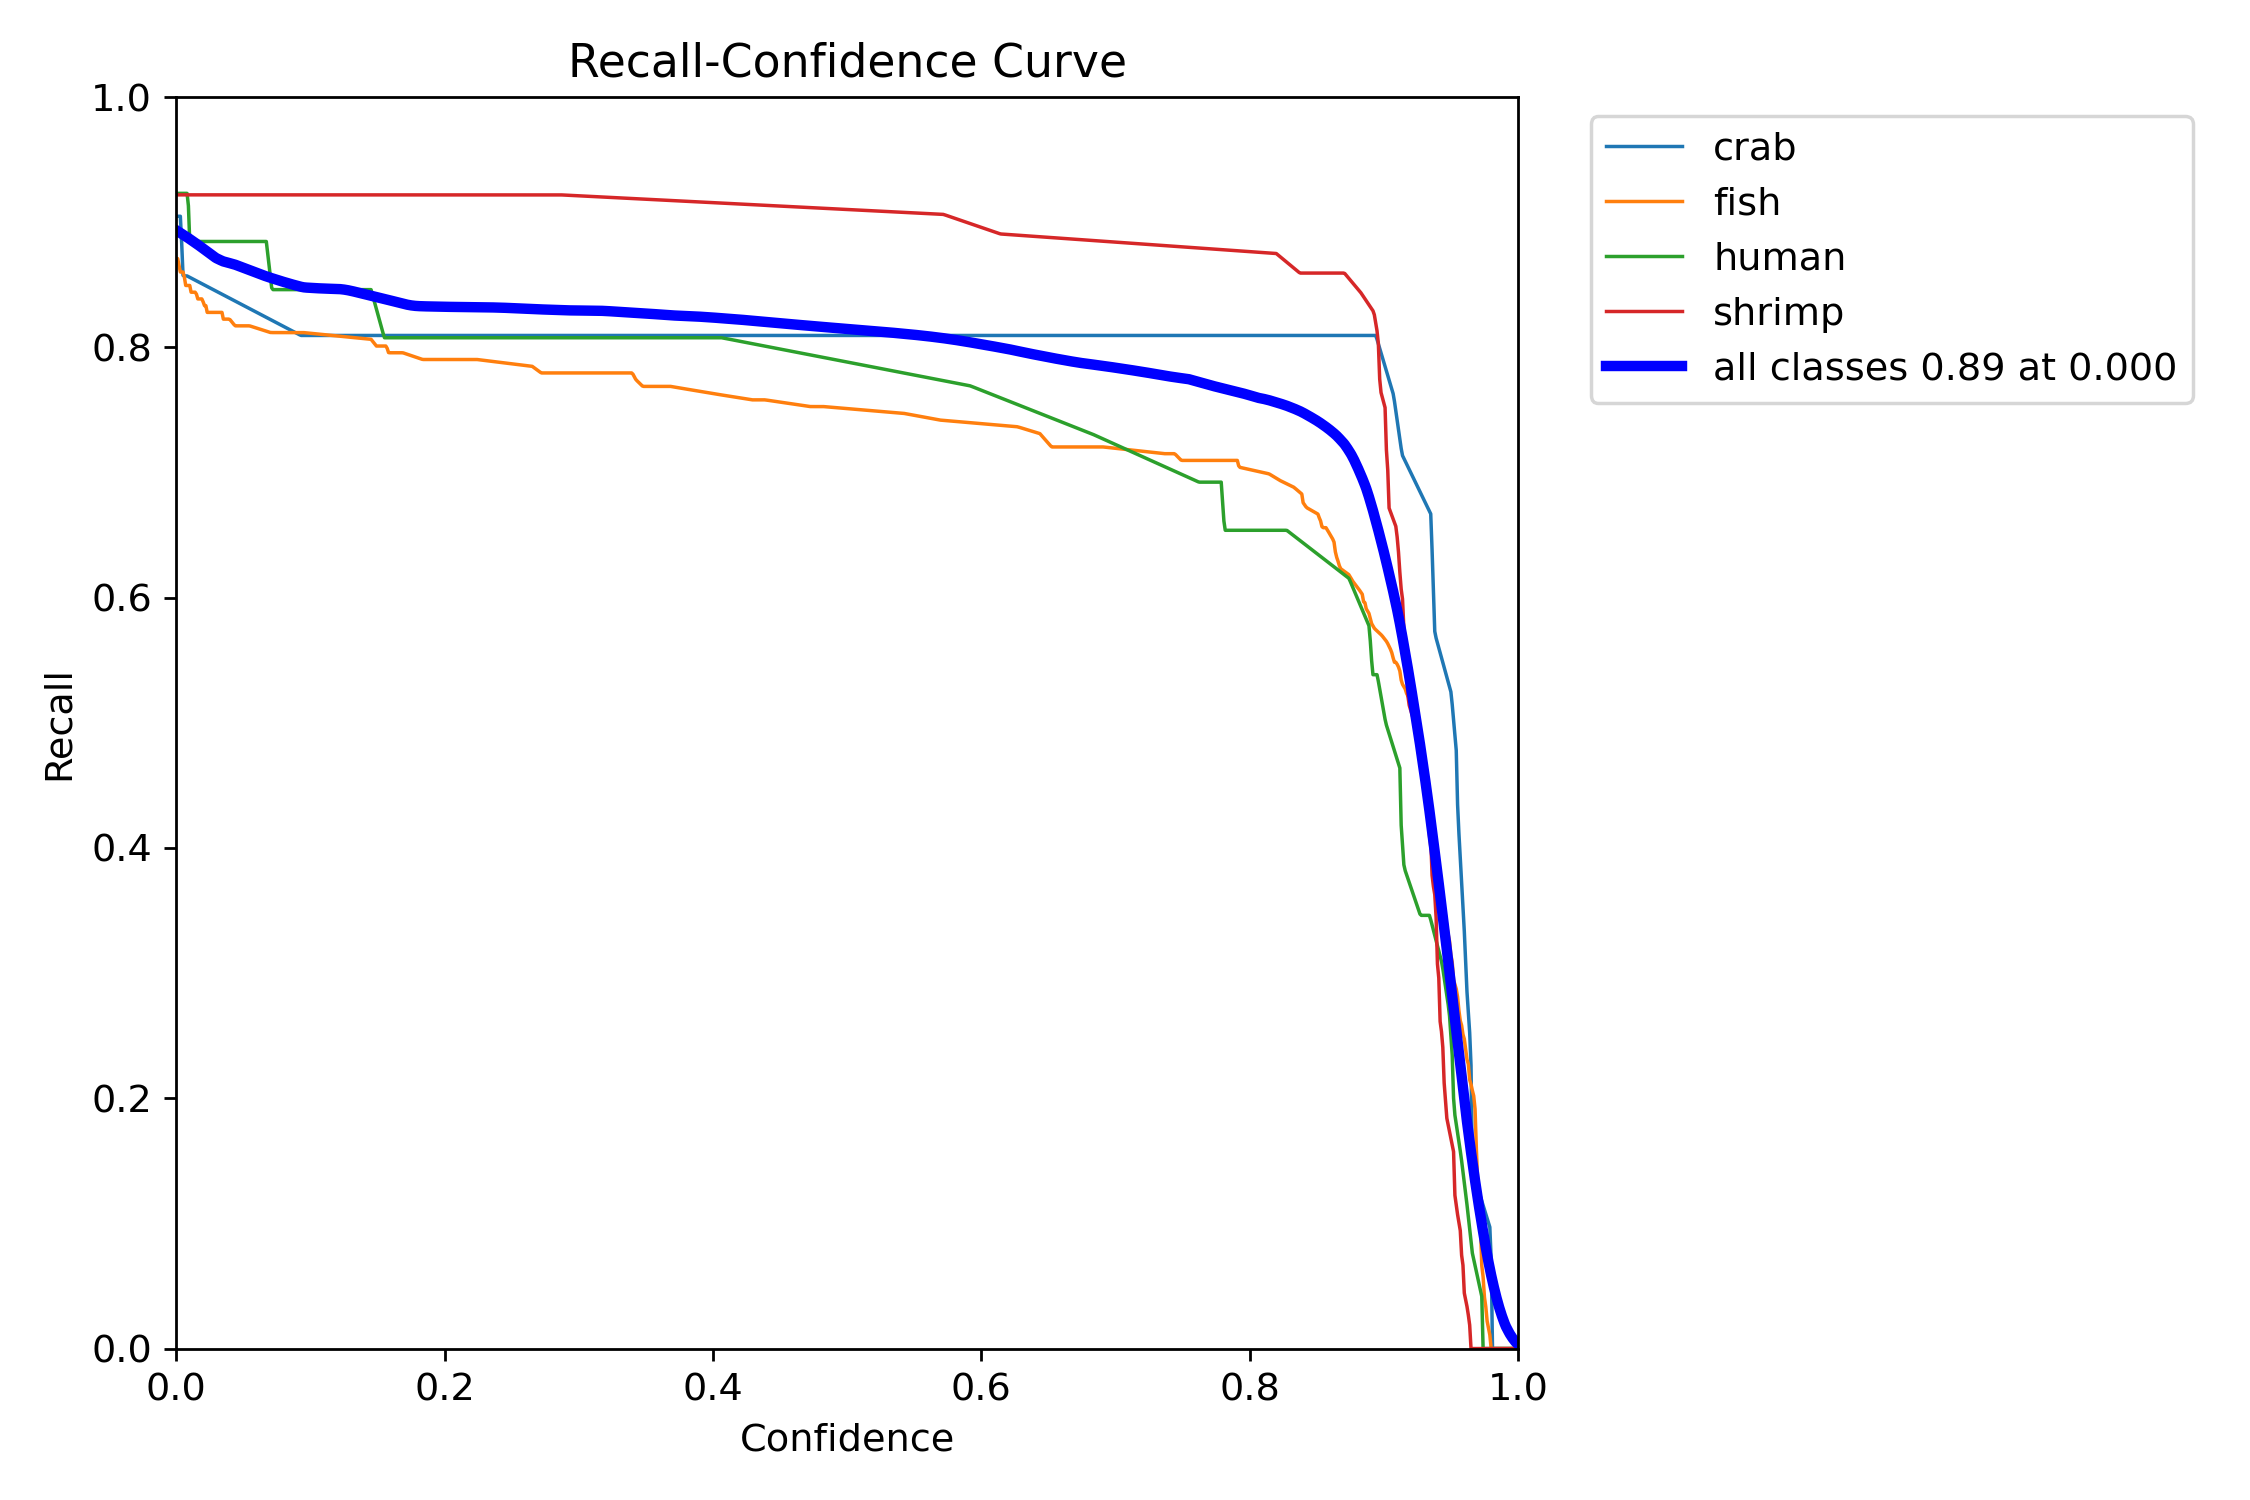 Recall-Confidence Curve
1.0
0.8
0.6
0.4
0.2
0.0
Recall
0.0 0.2 0.4 0.6 0.8 1.0
Confidence
crab
fish
human
shrimp
all classes 0.89 at 0.000